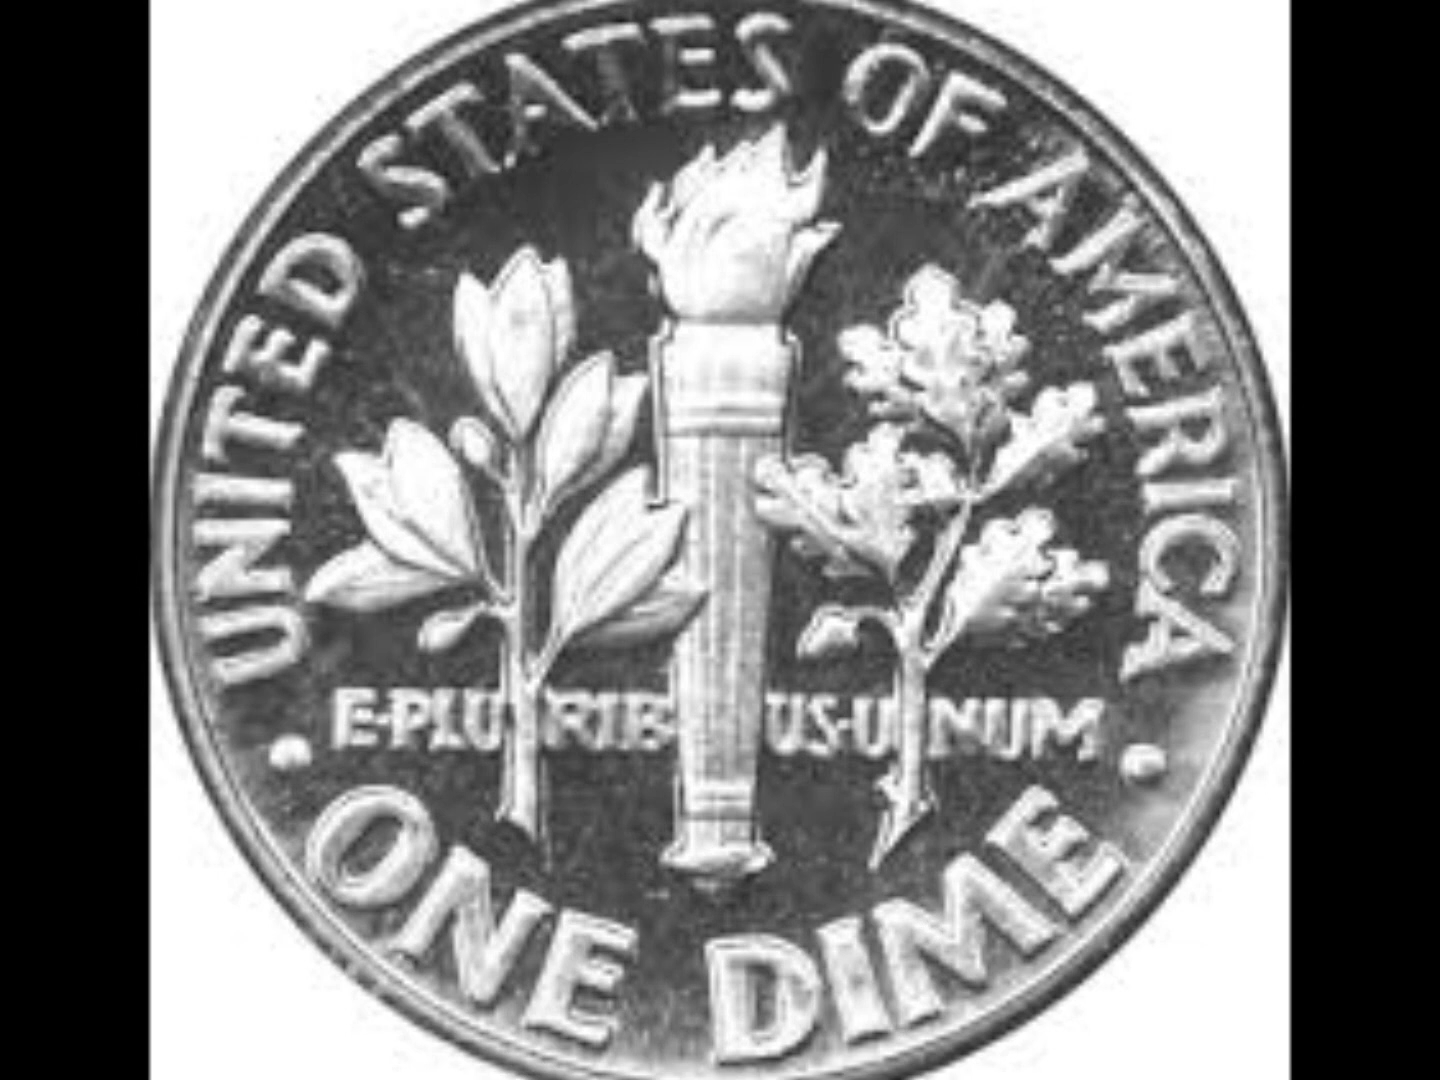 UNITED STATES OF AMERICA
E·PLURIBUS·UNUM
· ONE DIME ·